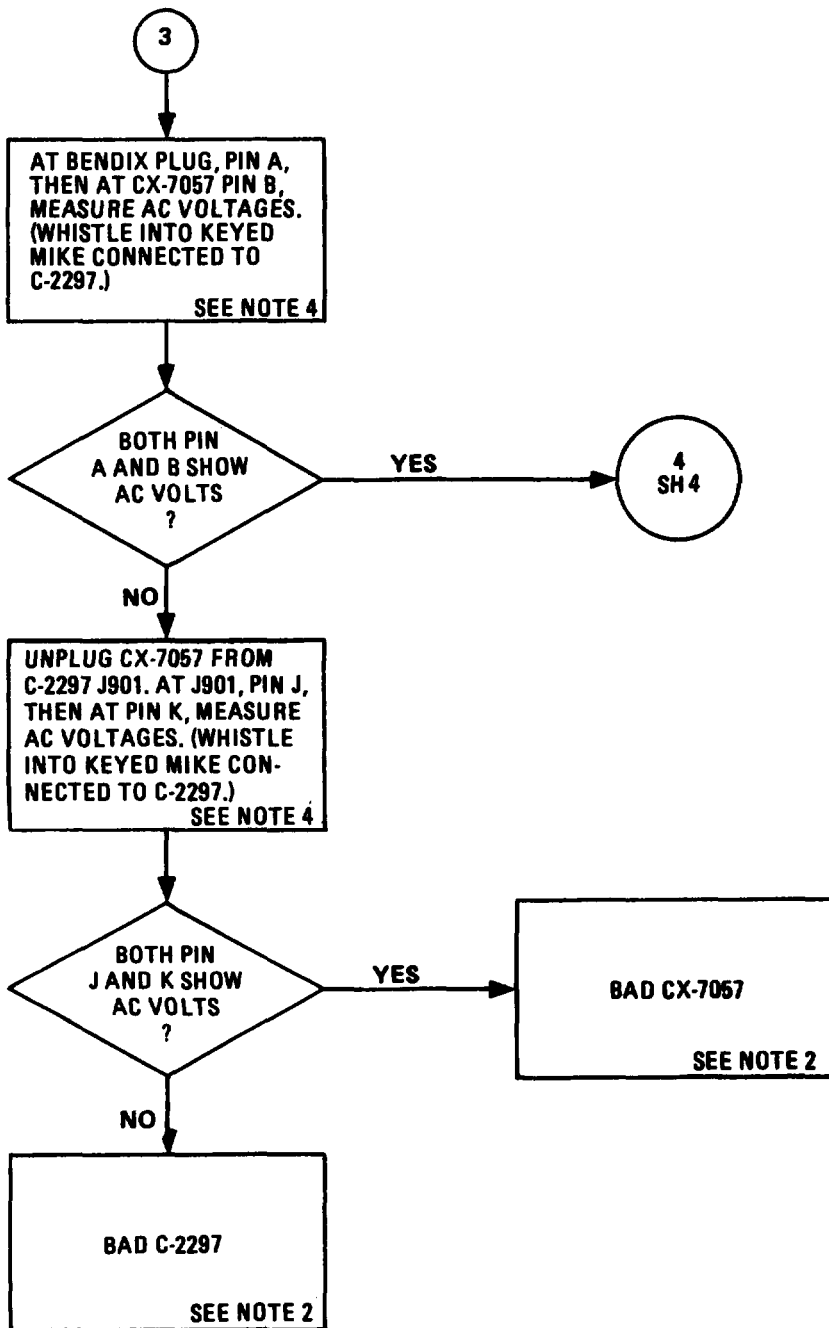 3
AT BENDIX PLUG, PIN A,
THEN AT CX-7057 PIN B,
MEASURE AC VOLTAGES.
(WHISTLE INTO KEYED
MIKE CONNECTED TO
C-2297.)
SEE NOTE 4
BOTH PIN
A AND B SHOW
AC VOLTS
?
YES
4
SH 4
NO
UNPLUG CX-7057 FROM
C-2297 J901. AT J901, PIN J,
THEN AT PIN K, MEASURE
AC VOLTAGES. (WHISTLE
INTO KEYED MIKE CON-
NECTED TO C-2297.)
SEE NOTE 4
BOTH PIN
J AND K SHOW
AC VOLTS
?
YES
BAD CX-7057
SEE NOTE 2
NO
BAD C-2297
SEE NOTE 2